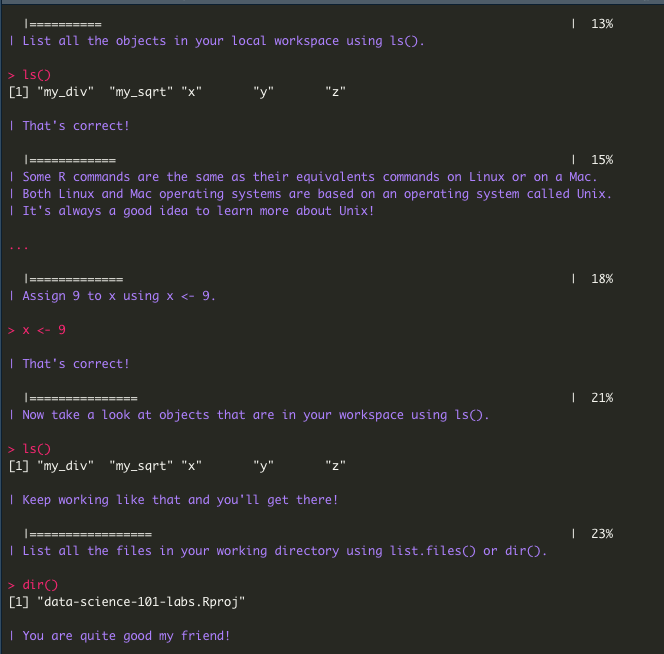 |==========                                                                 |  13%
| List all the objects in your local workspace using ls().
> ls()
[1] "my_div"  "my_sqrt" "x"       "y"       "z"
| That's correct!
|============                                                               |  15%
| Some R commands are the same as their equivalents commands on Linux or on a Mac.
| Both Linux and Mac operating systems are based on an operating system called Unix.
| It's always a good idea to learn more about Unix!
...
|=============                                                              |  18%
| Assign 9 to x using x <- 9.
> x <- 9
| That's correct!
|===============                                                            |  21%
| Now take a look at objects that are in your workspace using ls().
> ls()
[1] "my_div"  "my_sqrt" "x"       "y"       "z"
| Keep working like that and you'll get there!
|=================                                                          |  23%
| List all the files in your working directory using list.files() or dir().
> dir()
[1] "data-science-101-labs.Rproj"
| You are quite good my friend!